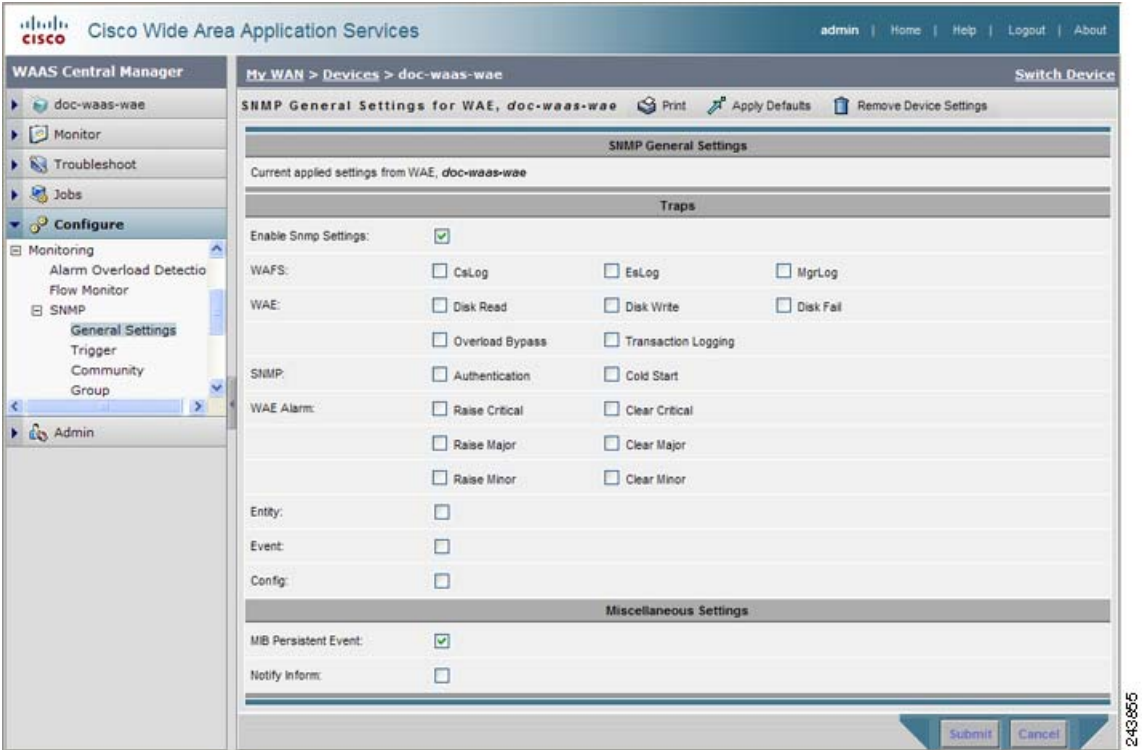 CISCO Cisco Wide Area Application Services admin | Home | Help | Logout | About
WAAS Central Manager
doc-waas-wae
Monitor
Troubleshoot
Jobs
Configure
Monitoring
Alarm Overload Detectio
Flow Monitor
SNMP
General Settings
Trigger
Community
Group
Admin
My WAN > Devices > doc-waas-wae Switch Device
SNMP General Settings for WAE, doc-waas-wae Print Apply Defaults Remove Device Settings
SNMP General Settings
Current applied settings from WAE, doc-waas-wae
Traps
Enable Snmp Settings:
WAFS: CsLog EsLog MgrLog
WAE: Disk Read Disk Write Disk Fail
Overload Bypass Transaction Logging
SNMP: Authentication Cold Start
WAE Alarm: Raise Critical Clear Critical
Raise Major Clear Major
Raise Minor Clear Minor
Entity:
Event:
Config:
Miscellaneous Settings
MIB Persistent Event:
Notify Inform:
Submit Cancel
243855